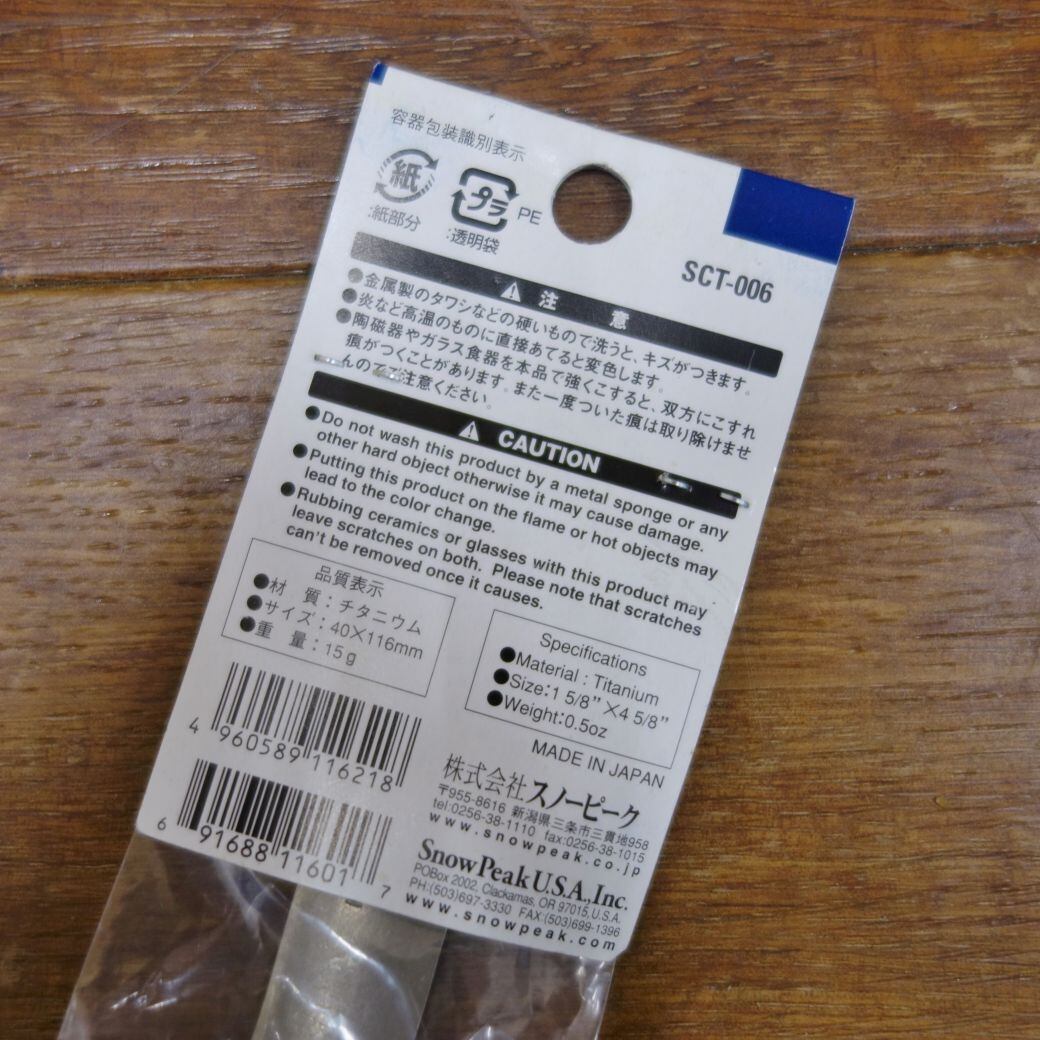 容器包装識別表示
紙
プラ
PE
:紙部分
:透明袋
SCT-006
注 意
●金属製のタワシなどの硬いもので洗うと、キズがつきます。
●炎など高温のものに直接あてると変色します。
●陶磁器やガラス食器を本品で強くこすると、双方にこすれ
痕がつくことがあります。また一度ついた痕は取り除けませ
んのでご注意ください。
CAUTION
●Do not wash this product by a metal sponge or any
other hard object otherwise it may cause damage.
●Putting this product on the flame or hot objects may
lead to the color change.
●Rubbing ceramics or glasses with this product may
leave scratches on both. Please note that scratches
can't be removed once it causes.
品質表示
●材 質：チタニウム
●サイズ：40×116mm
●重 量：15g
Specifications
●Material : Titanium
●Size:1 5/8" ×4 5/8"
●Weight:0.5oz
MADE IN JAPAN
4 960589 116218
6 91688 11601 7
株式会社スノーピーク
〒955-8616 新潟県三条市三貫地958
tel:0256-38-1110 fax:0256-38-1015
www.snowpeak.co.jp
Snow Peak U.S.A., Inc.
POBox 2002, Clackamas, OR 97015, U.S.A.
PH:(503)697-3330 FAX:(503)699-1396
www.snowpeak.com